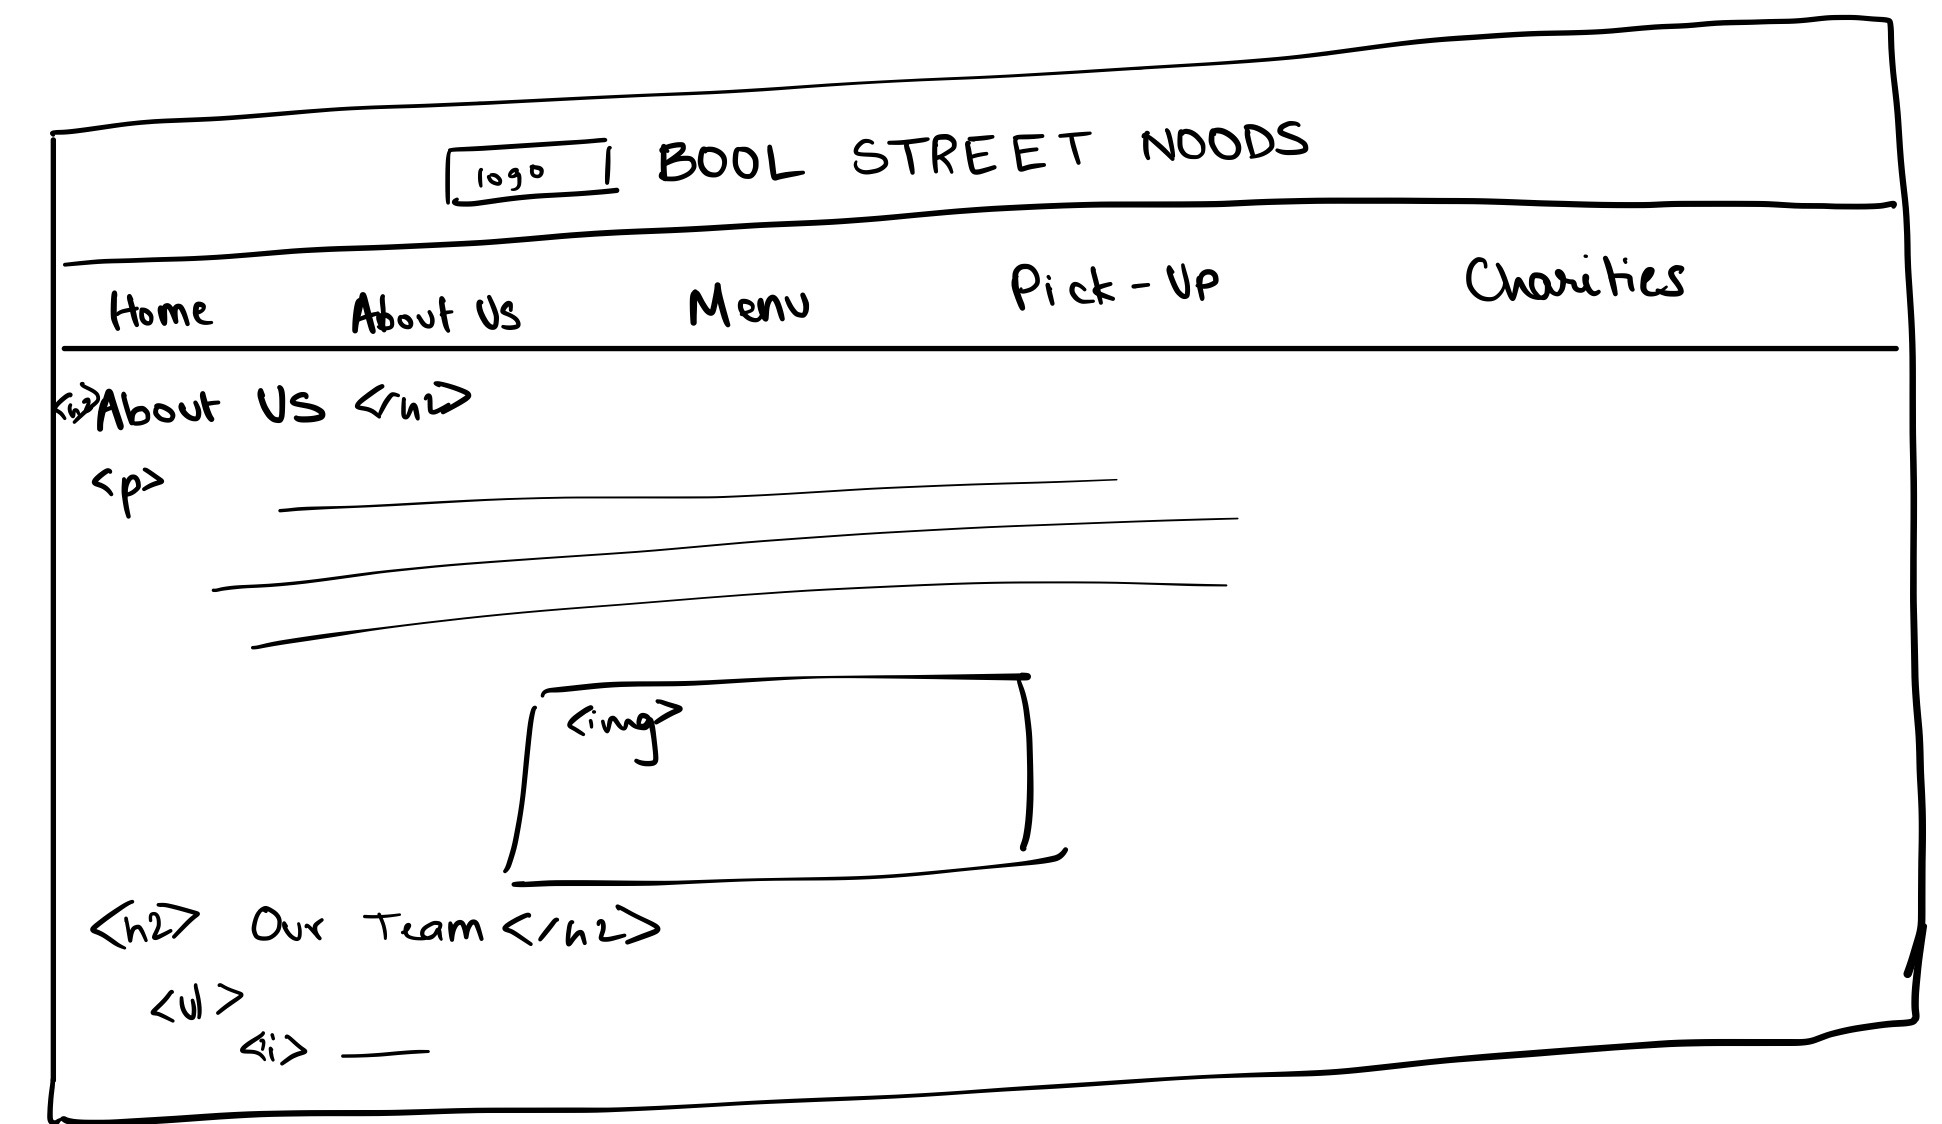 logo BOOL STREET NOODS
Home About Us Menu Pick-Up Charities
<h2>About Us </h2>
<p>
<img>
<h2> Our Team </h2>
<ul>
<i>